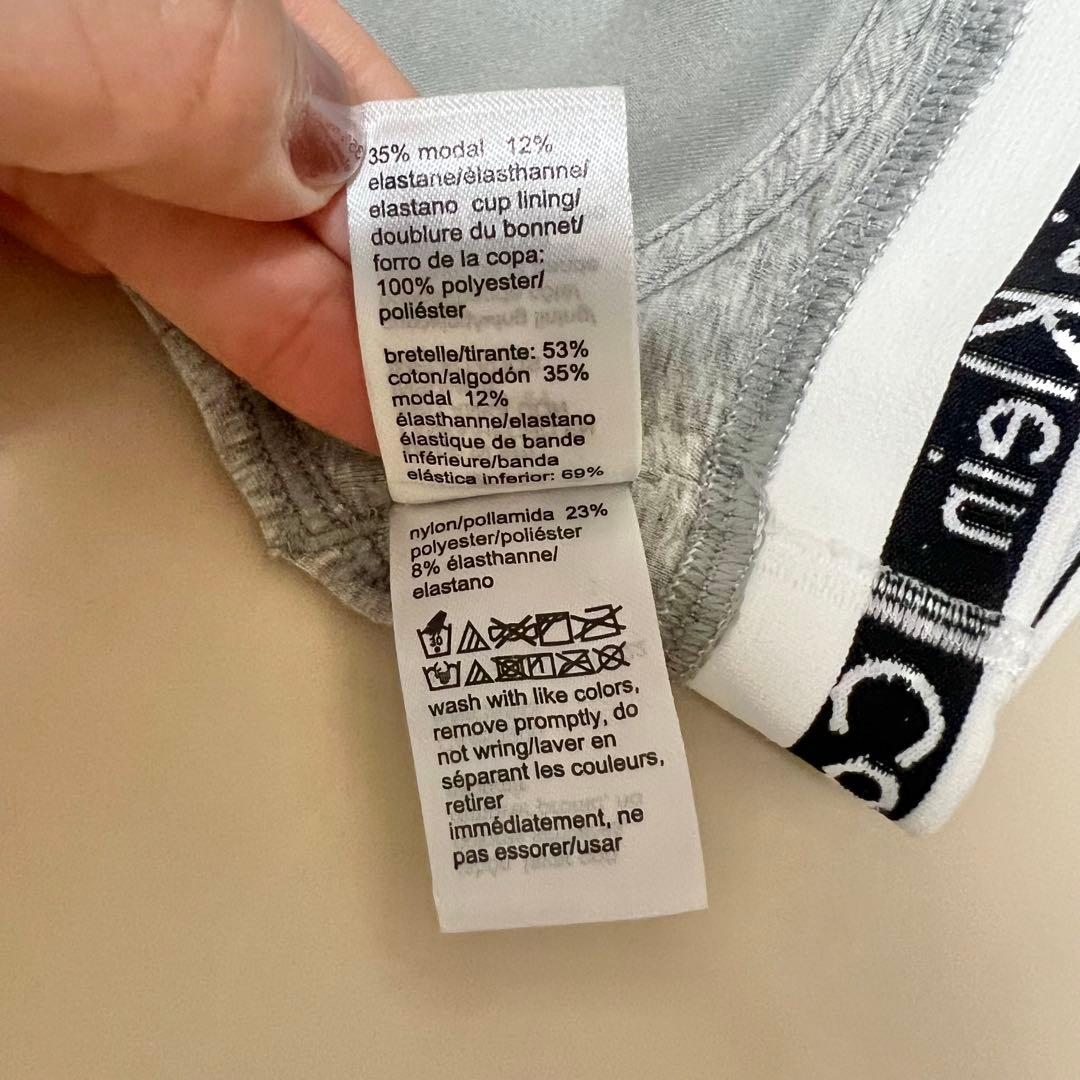 35% modal 12%
elastane/élasthanne/
elastano cup lining/
doublure du bonnet/
forro de la copa:
100% polyester/
poliéster
bretelle/tirante: 53%
coton/algodón 35%
modal 12%
élasthanne/elastano
élastique de bande
inférieure/banda
elástica inferior: 69%
nylon/poliamida 23%
polyester/poliéster
8% élasthanne/
elastano
30
wash with like colors,
remove promptly, do
not wring/laver en
séparant les couleurs,
retirer
immédiatement, ne
pas essorer/usar
Klein